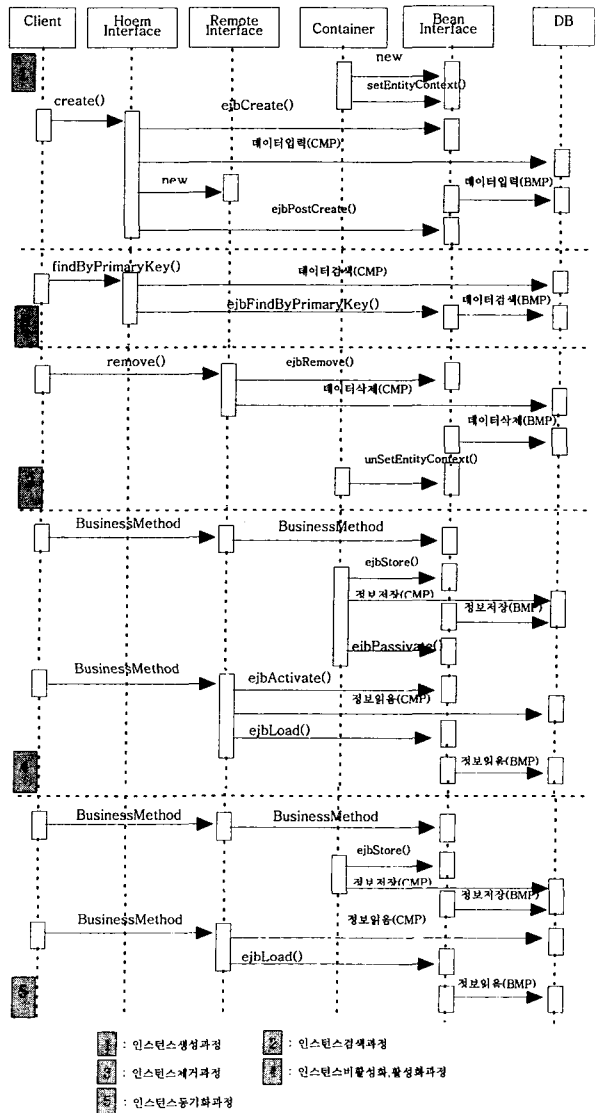 Client
Hoem Interface
Remote Interface
Container
Bean Interface
DB
1
new
setEntityContext()
create()
ejbCreate()
데이터입력(CMP)
new
데이터입력(BMP)
ejbPostCreate()
findByPrimaryKey()
데이터검색(CMP)
ejbFindByPrimaryKey()
데이터검색(BMP)
remove()
ejbRemove()
데이터삭제(CMP)
데이터삭제(BMP)
unSetEntityContext()
BusinessMethod
BusinessMethod
ejbStore()
정보저장(CMP)
정보저장(BMP)
ejbPassivate()
BusinessMethod
ejbActivate()
정보읽음(CMP)
ejbLoad()
4
정보읽음(BMP)
BusinessMethod
BusinessMethod
ejbStore()
정보저장(CMP)
정보저장(BMP)
BusinessMethod
정보읽음(CMP)
ejbLoad()
5
정보읽음(BMP)
1 : 인스턴스생성과정
2 : 인스턴스검색과정
3 : 인스턴스제거과정
4 : 인스턴스비활성화,활성화과정
5 : 인스턴스동기화과정